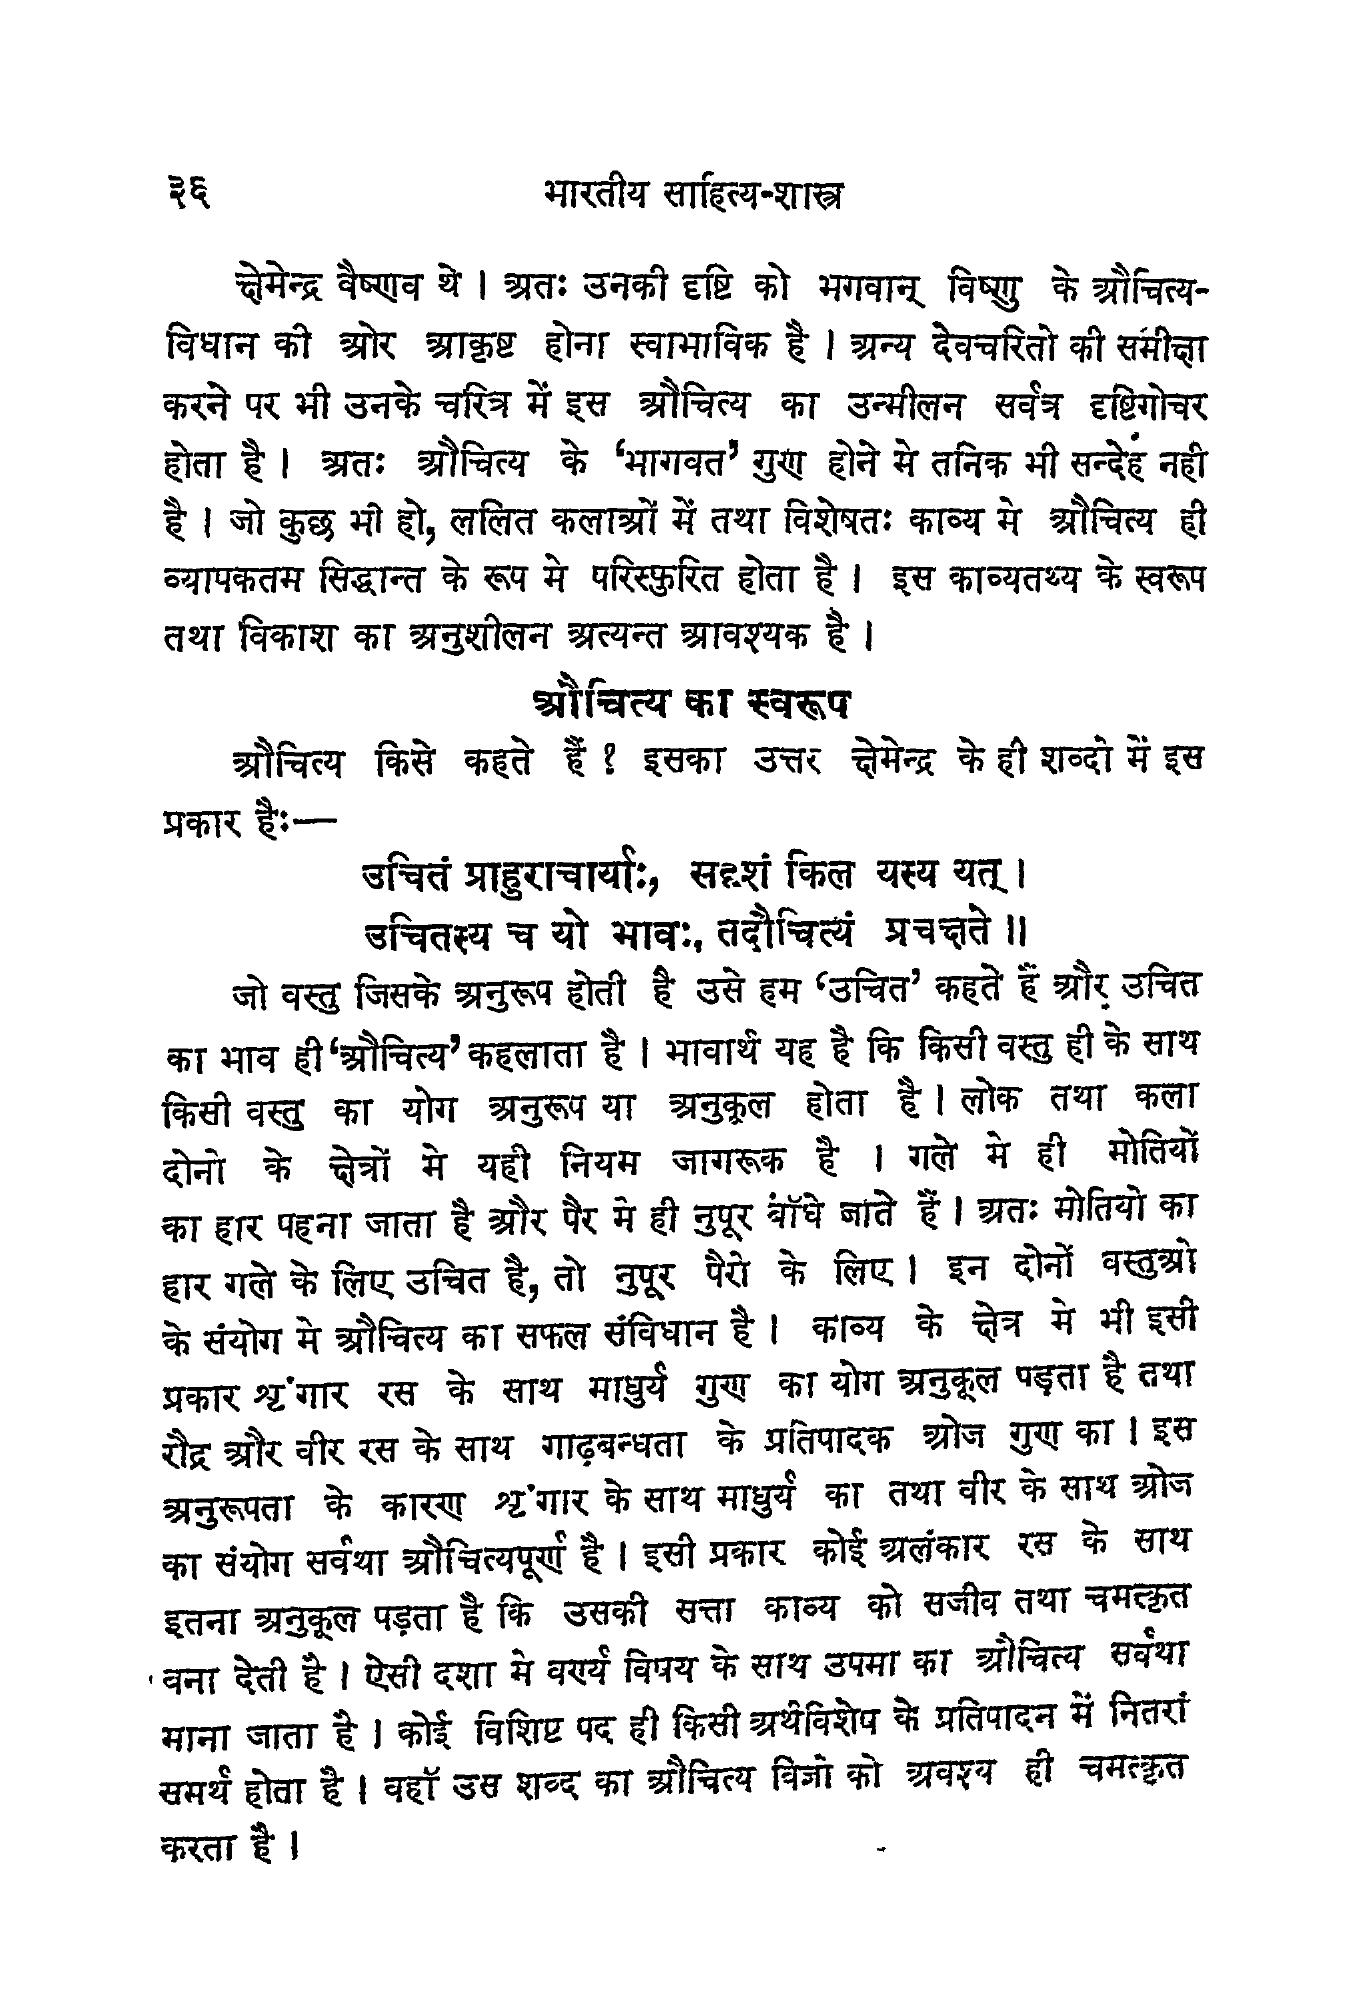 ३६ भारतीय साहित्य-शास्त्र
क्षेमेन्द्र वैष्णव थे । अतः उनकी दृष्टि को भगवान् विष्णु के औचित्य-
विधान की ओर आकृष्ट होना स्वाभाविक है । अन्य देवचरितो की समीक्षा
करने पर भी उनके चरित्र में इस औचित्य का उन्मीलन सर्वत्र दृष्टिगोचर
होता है । अतः औचित्य के ‘भागवत’ गुण होने मे तनिक भी सन्देह नही
है । जो कुछ भी हो, ललित कलाओं में तथा विशेषतः काव्य मे औचित्य ही
व्यापकतम सिद्धान्त के रूप मे परिस्फुरित होता है । इस काव्यतथ्य के स्वरूप
तथा विकाश का अनुशीलन अत्यन्त आवश्यक है ।
औचित्य का स्वरूप
औचित्य किसे कहते हैं ? इसका उत्तर क्षेमेन्द्र के ही शब्दो में इस
प्रकार है:—
उचितं प्राहुराचार्याः, सदृशं किल यस्य यत् ।
उचितस्य च यो भावः, तदौचित्यं प्रचक्षते ॥
जो वस्तु जिसके अनुरूप होती है उसे हम ‘उचित’ कहते हैं और उचित
का भाव ही ‘औचित्य’ कहलाता है । भावार्थ यह है कि किसी वस्तु ही के साथ
किसी वस्तु का योग अनुरूप या अनुकूल होता है । लोक तथा कला
दोनो के क्षेत्रों मे यही नियम जागरूक है । गले मे ही मोतियों
का हार पहना जाता है और पैर मे ही नुपूर बाॅधे जाते हैं । अतः मोतियो का
हार गले के लिए उचित है, तो नुपूर पैरो के लिए । इन दोनों वस्तुओ
के संयोग मे औचित्य का सफल संविधान है । काव्य के क्षेत्र मे भी इसी
प्रकार शृंगार रस के साथ माधुर्य गुण का योग अनुकूल पड़ता है तथा
रौद्र और वीर रस के साथ गाढ़बन्धता के प्रतिपादक ओज गुण का । इस
अनुरूपता के कारण शृंगार के साथ माधुर्य का तथा वीर के साथ ओज
का संयोग सर्वथा औचित्यपूर्ण है । इसी प्रकार कोई अलंकार रस के साथ
इतना अनुकूल पड़ता है कि उसकी सत्ता काव्य को सजीव तथा चमत्कृत
वना देती है । ऐसी दशा मे वर्ण्य विषय के साथ उपमा का औचित्य सर्वथा
माना जाता है । कोई विशिष्ट पद ही किसी अर्थविशेप के प्रतिपादन में नितरां
समर्थ होता है । वहाॅ उस शब्द का औचित्य विज्ञो को अवश्य ही चमत्कृत
करता है ।